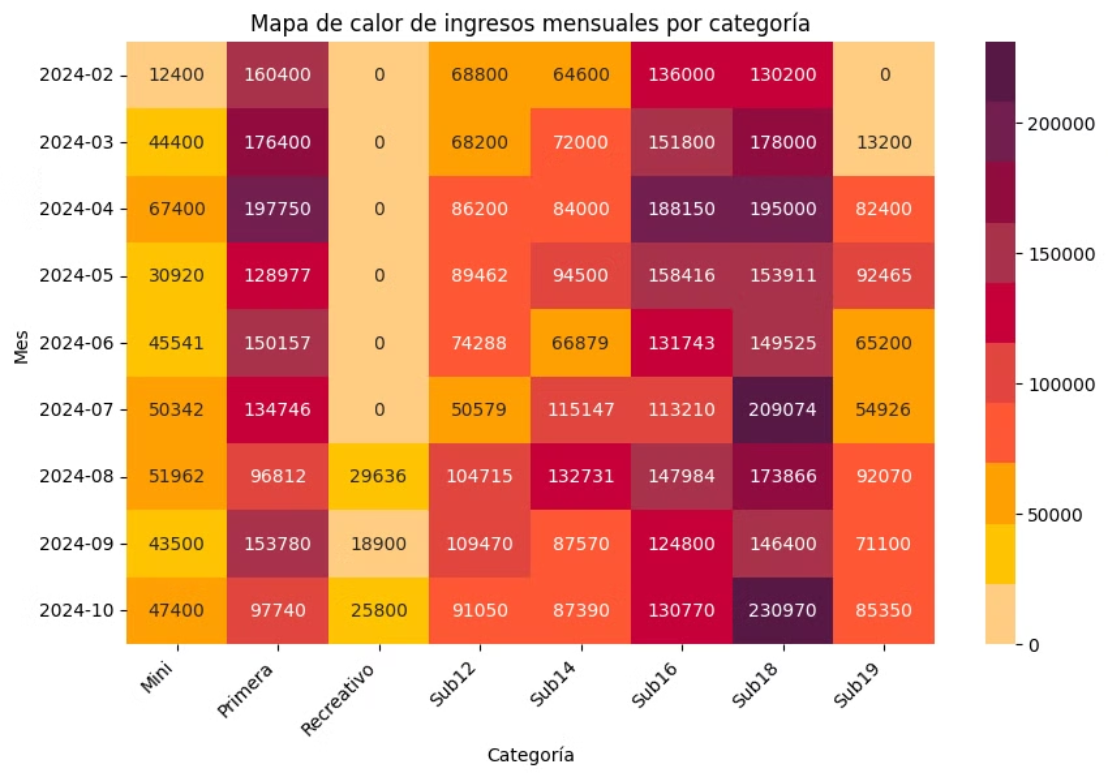 Mapa de calor de ingresos mensuales por categoría
2024-02 12400 160400 0 68800 64600 136000 130200 0
2024-03 44400 176400 0 68200 72000 151800 178000 13200
2024-04 67400 197750 0 86200 84000 188150 195000 82400
2024-05 30920 128977 0 89462 94500 158416 153911 92465
2024-06 45541 150157 0 74288 66879 131743 149525 65200
2024-07 50342 134746 0 50579 115147 113210 209074 54926
2024-08 51962 96812 29636 104715 132731 147984 173866 92070
2024-09 43500 153780 18900 109470 87570 124800 146400 71100
2024-10 47400 97740 25800 91050 87390 130770 230970 85350
Mes
Mini Primera Recreativo Sub12 Sub14 Sub16 Sub18 Sub19
Categoría
200000
150000
100000
50000
0